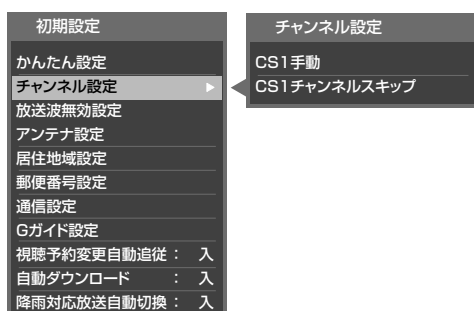 初期設定
かんたん設定
チャンネル設定
放送波無効設定
アンテナ設定
居住地域設定
郵便番号設定
通信設定
Gガイド設定
視聴予約変更自動追従： 入
自動ダウンロード ： 入
降雨対応放送自動切換： 入
チャンネル設定
CS1手動
CS1チャンネルスキップ